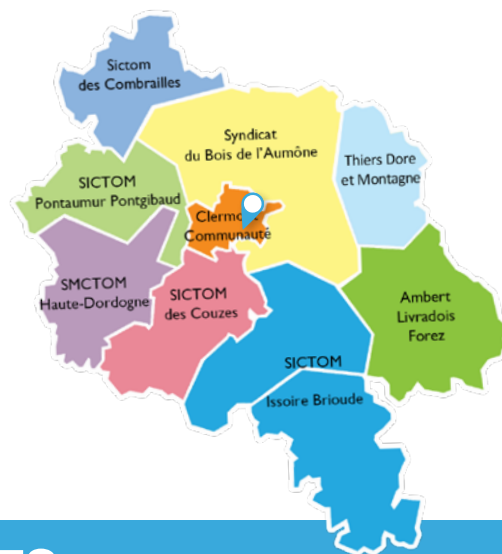 Sictom
des Combrailles
Syndicat
du Bois de l'Aumône
Thiers Dore
et Montagne
SICTOM
Pontaumur Pontgibaud
Clermont
Communauté
SMCTOM
Haute-Dordogne
SICTOM
des Couzes
Ambert
Livradois
Forez
SICTOM
Issoire Brioude